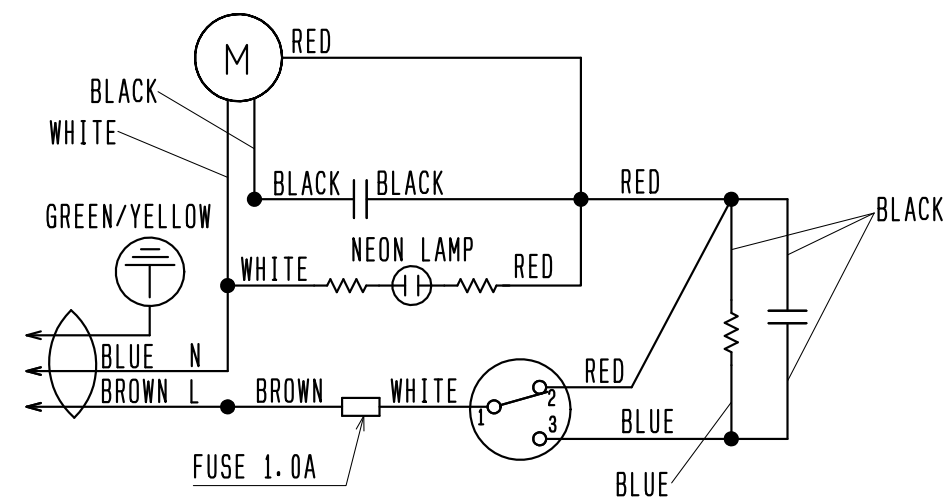 M
RED
BLACK
WHITE
BLACK
BLACK
RED
BLACK
GREEN/YELLOW
WHITE
NEON LAMP
RED
BLUE N
BROWN L
BROWN
WHITE
RED
1
2
3
BLUE
FUSE 1.0A
BLUE